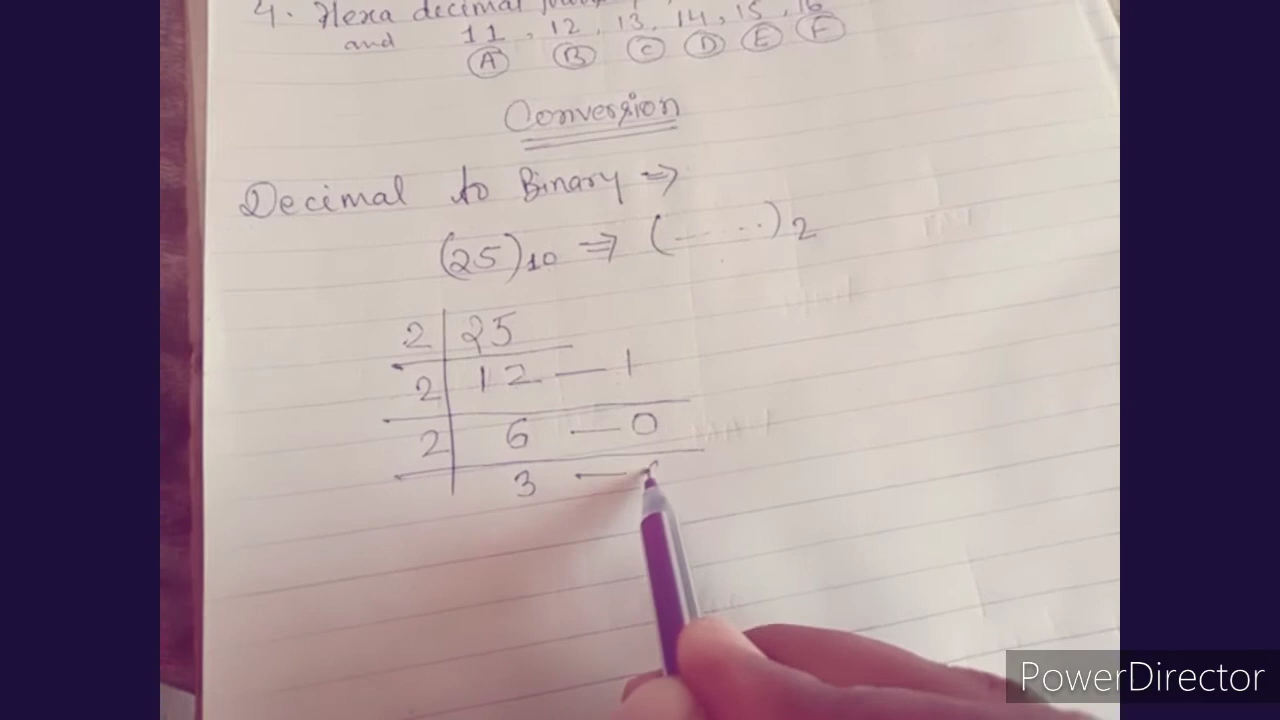 4. Hexa decimal
and 11, 12, 13, 14, 15, 16
A B C D E F
Conversion
Decimal to Binary ⇒
(25)10 ⇒ (- - - ..)2
2 25
2 12 — 1
2 6 — 0
3 —
PowerDirector